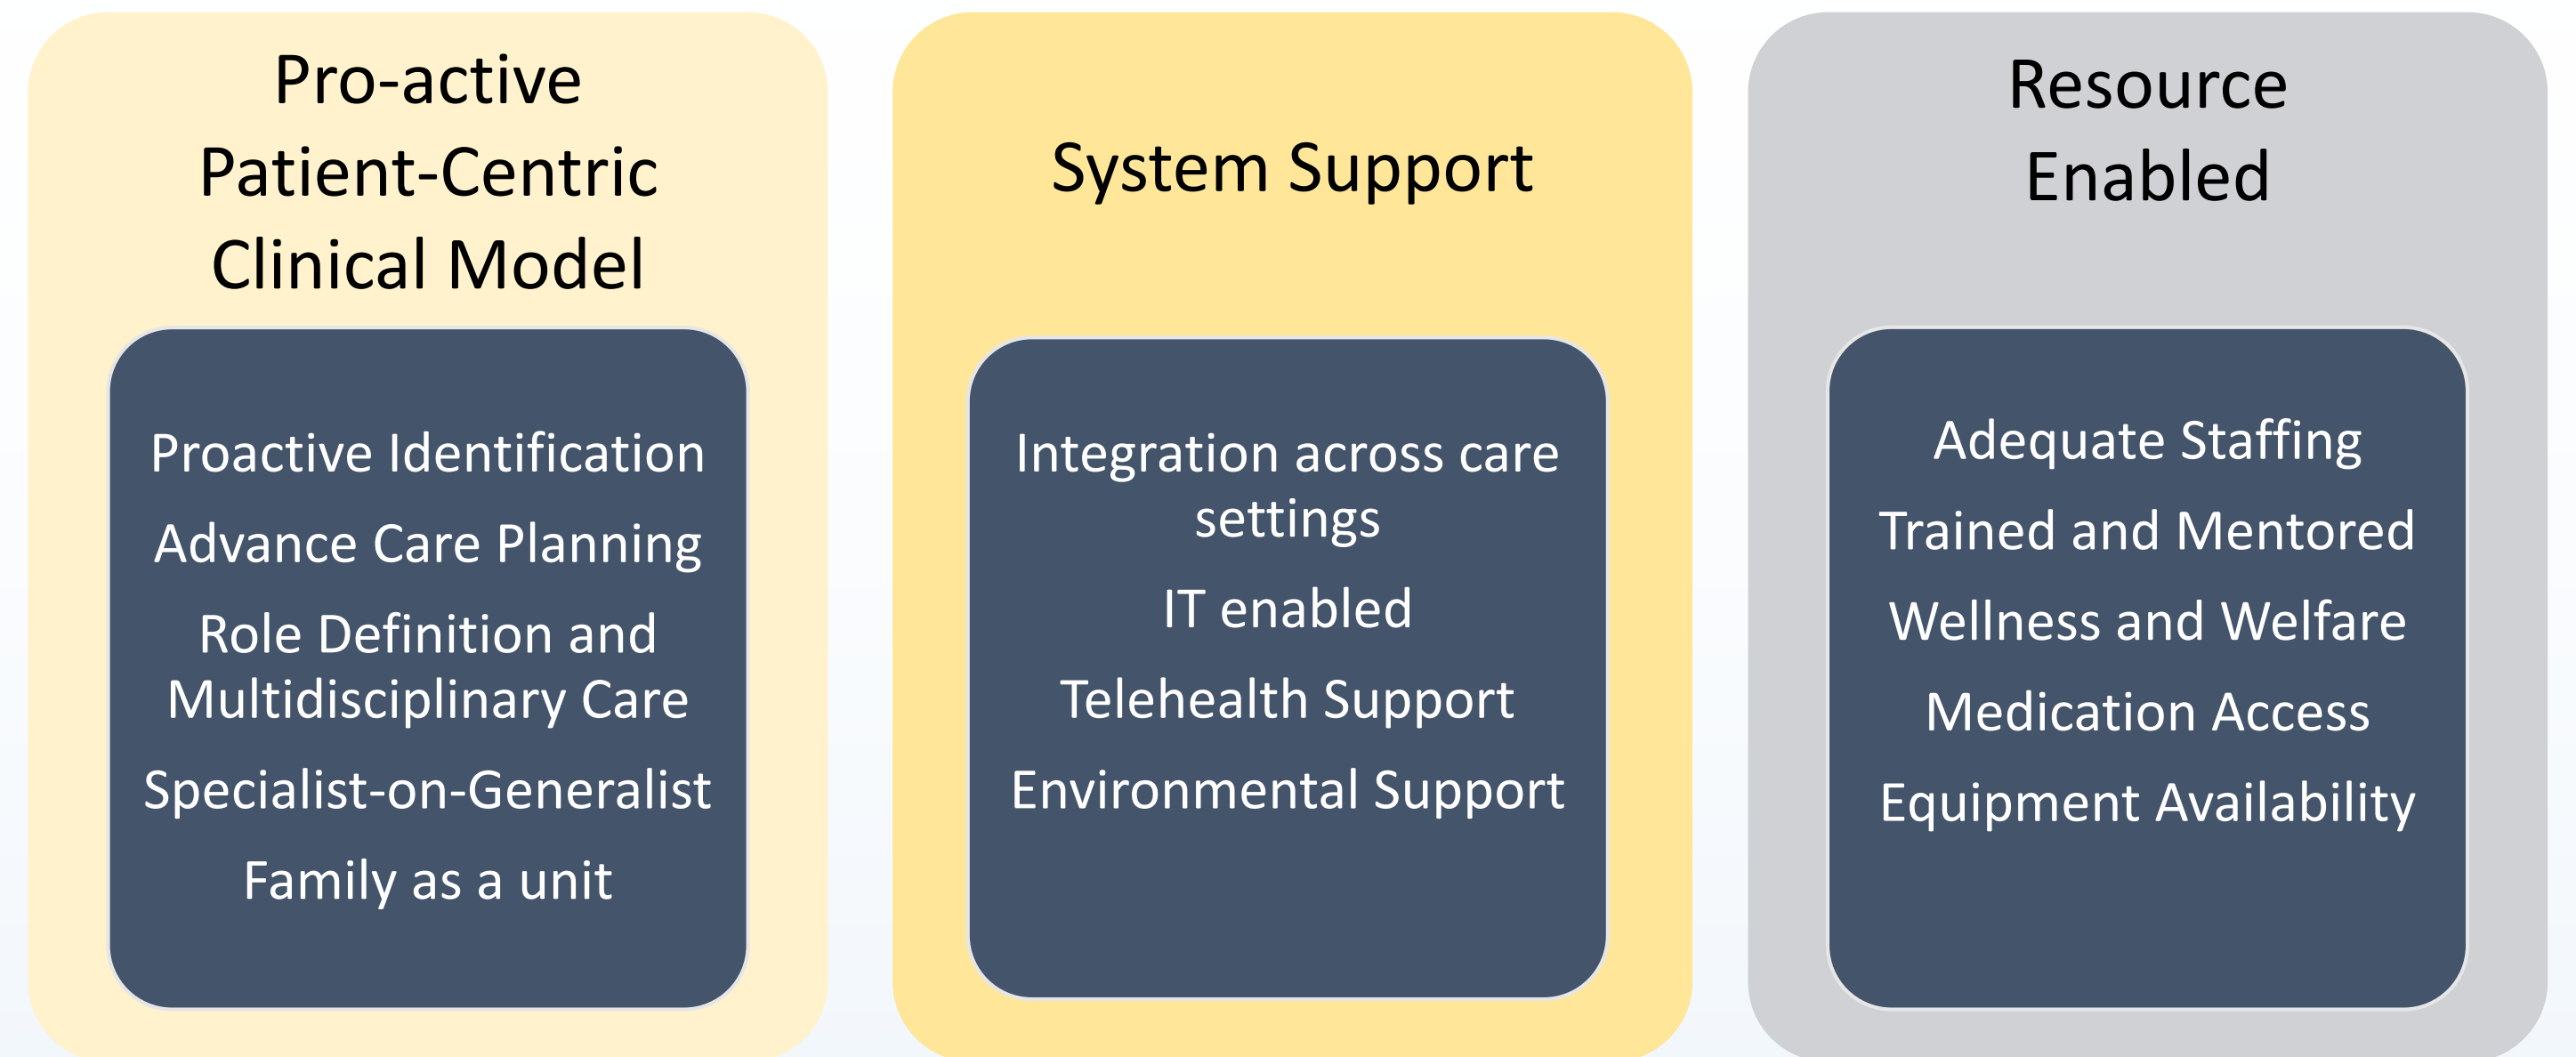 Pro-active
Patient-Centric
Clinical Model
Proactive Identification
Advance Care Planning
Role Definition and
Multidisciplinary Care
Specialist-on-Generalist
Family as a unit
System Support
Integration across care
settings
IT enabled
Telehealth Support
Environmental Support
Resource
Enabled
Adequate Staffing
Trained and Mentored
Wellness and Welfare
Medication Access
Equipment Availability